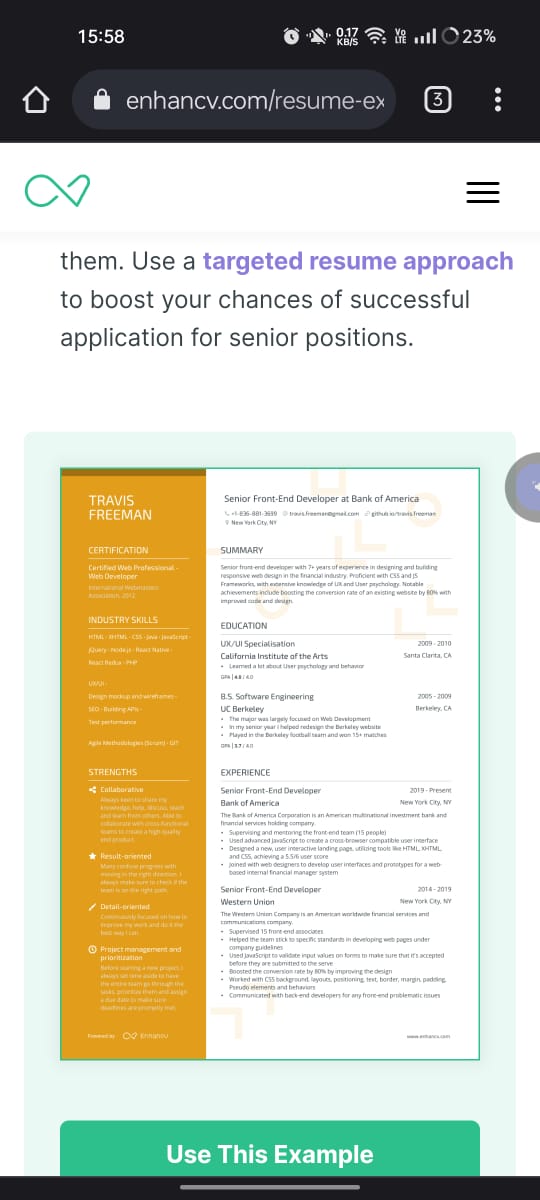 15:58
0.17
KB/S
Vo
LTE
23%
enhancv.com/resume-ex
3
them. Use a targeted resume approach
to boost your chances of successful
application for senior positions.
TRAVIS
FREEMAN
CERTIFICATION
Certified Web Professional -
Web Developer
International Webmasters
Association, 2012
INDUSTRY SKILLS
HTML · XHTML · CSS · Java · JavaScript ·
jQuery · Node.js · React Native ·
React Redux · PHP
UX/UI ·
Design mockup and wireframes ·
SEO · Building APIs ·
Test performance
Agile Methodologies (Scrum) · GIT
STRENGTHS
Collaborative
Always keen to share my
knowledge, help, discuss, teach
and learn from others. Able to
collaborate with cross-functional
teams to create a high-quality
end product.
Result-oriented
Many confuse progress with
moving in the right direction. I
always make sure to check if the
team is on the right path.
Detail-oriented
Continuously focused on how to
improve my work and do it the
best way I can.
Project management and
prioritization
Before starting a new project, I
always set time aside to have
the entire team go through the
tasks, prioritize them and assign
a due date to make sure
deadlines are promptly met.
Powered by Enhancv
Senior Front-End Developer at Bank of America
+1-836-881-3699 travis.freeman@gmail.com github.io/travis.freeman
New York City, NY
SUMMARY
Senior front-end developer with 7+ years of experience in designing and building
responsive web design in the financial industry. Proficient with CSS and JS
Frameworks, with extensive knowledge of UX and User psychology. Notable
achievements include boosting the conversion rate of an existing website by 80% with
improved code and design.
EDUCATION
UX/UI Specialisation 2009 - 2010
California Institute of the Arts Santa Clarita, CA
• Learned a lot about User psychology and behavior
GPA | 4.0 / 4.0
B.S. Software Engineering 2005 - 2009
UC Berkeley Berkeley, CA
• The major was largely focused on Web Development
• In my senior year I helped redesign the Berkeley website
• Played in the Berkeley football team and won 15+ matches
GPA | 3.7 / 4.0
EXPERIENCE
Senior Front-End Developer 2019 - Present
Bank of America New York City, NY
The Bank of America Corporation is an American multinational investment bank and
financial services holding company.
• Supervising and mentoring the front-end team (15 people)
• Used advanced JavaScript to create a cross-browser compatible user interface
• Designed a new, user interactive landing page, utilizing tools like HTML, XHTML,
and CSS, achieving a 5.5/6 user score
• Joined with web designers to develop user interfaces and prototypes for a web-
based internal financial manager system
Senior Front-End Developer 2014 - 2019
Western Union New York City, NY
The Western Union Company is an American worldwide financial services and
communications company.
• Supervised 15 front-end associates
• Helped the team stick to specific standards in developing web pages under
company guidelines
• Used JavaScript to validate input values on forms to make sure that it's accepted
before they are submitted to the serve
• Boosted the conversion rate by 80% by improving the design
• Worked with CSS background, layouts, positioning, text, border, margin, padding,
Pseudo elements and behaviors
• Communicated with back-end developers for any front-end problematic issues
www.enhancv.com
Use This Example